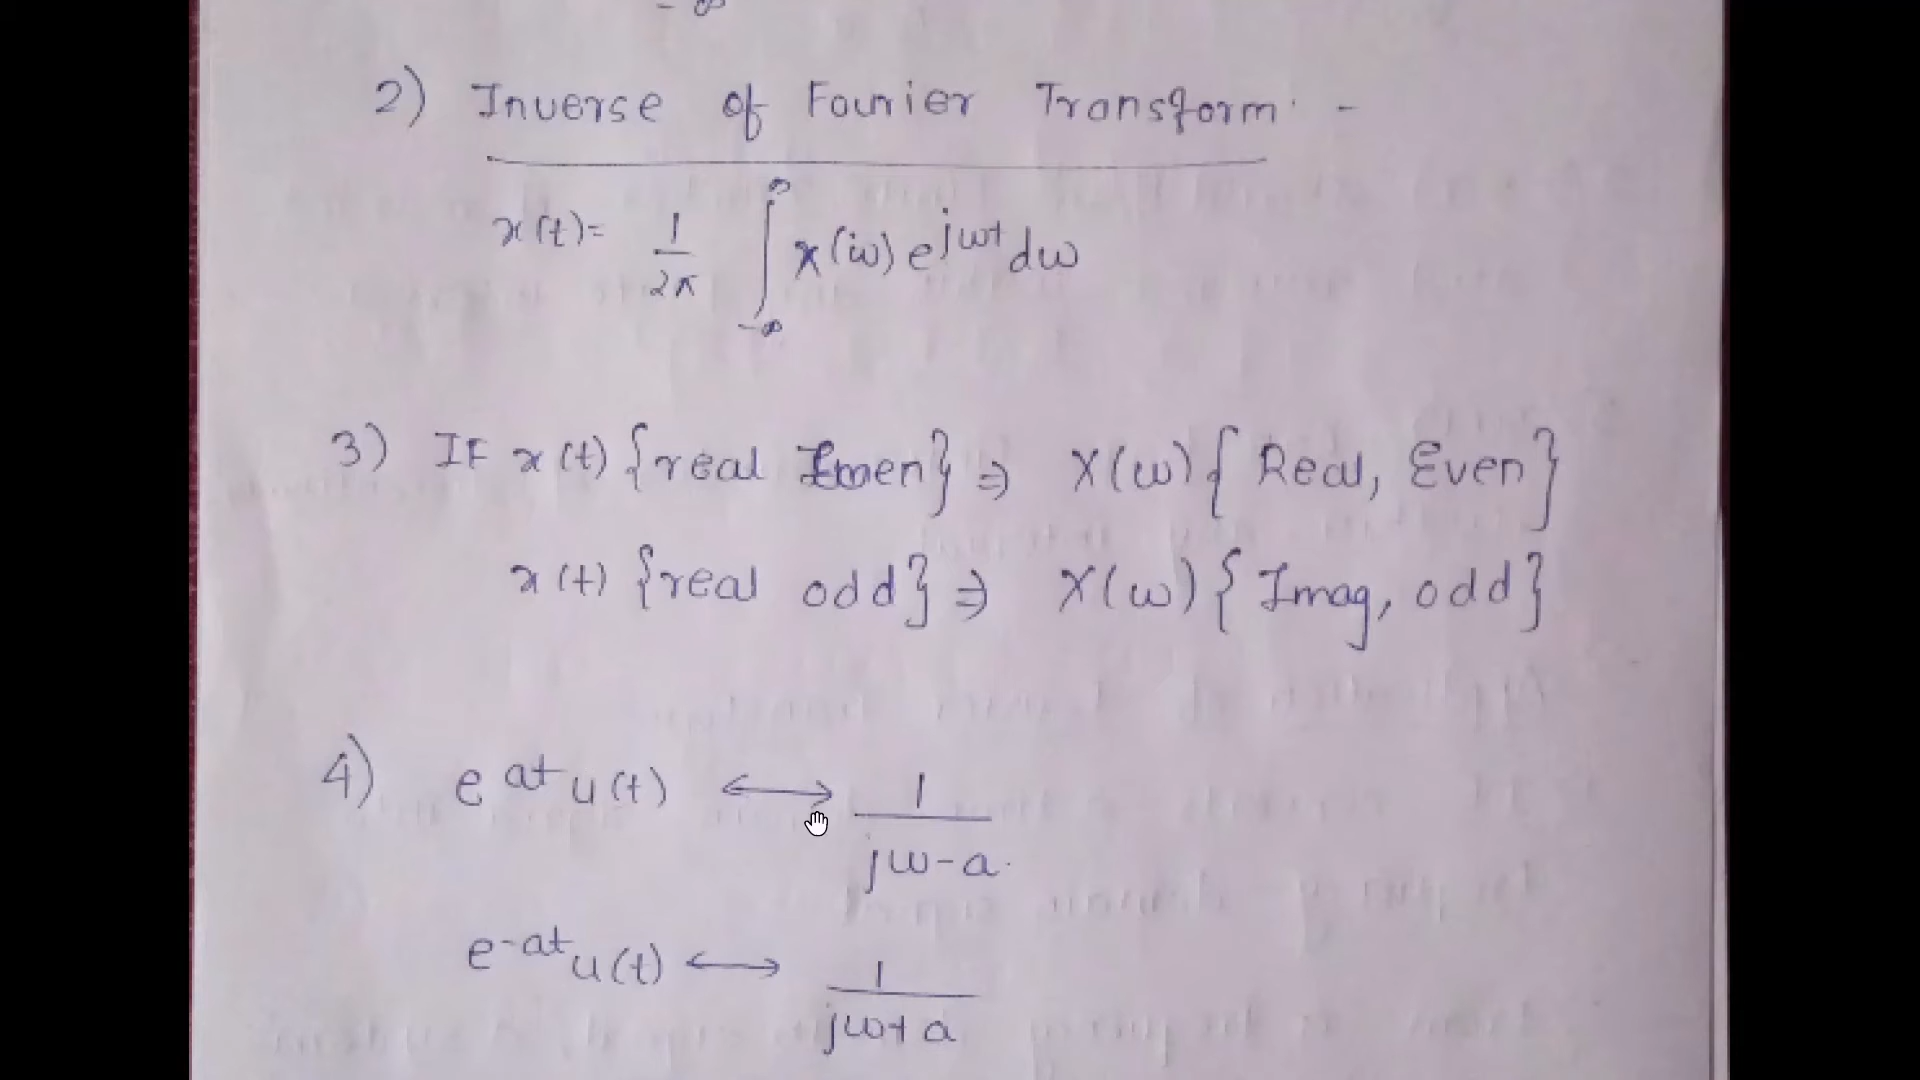 -∞
2) Inverse of Fourier Transform -
x(t)= 1/2π ∫_{-∞}^{∞} x(ω) e^{jωt} dω
3) IF x(t) {real Even} ⇒ X(ω) { Real, Even}
x(t) {real odd} ⇒ X(ω) { Imag, odd}
4) e^{at} u(t) ⟷ 1/(jω-a)
e^{-at} u(t) ⟷ 1/(jω+a)